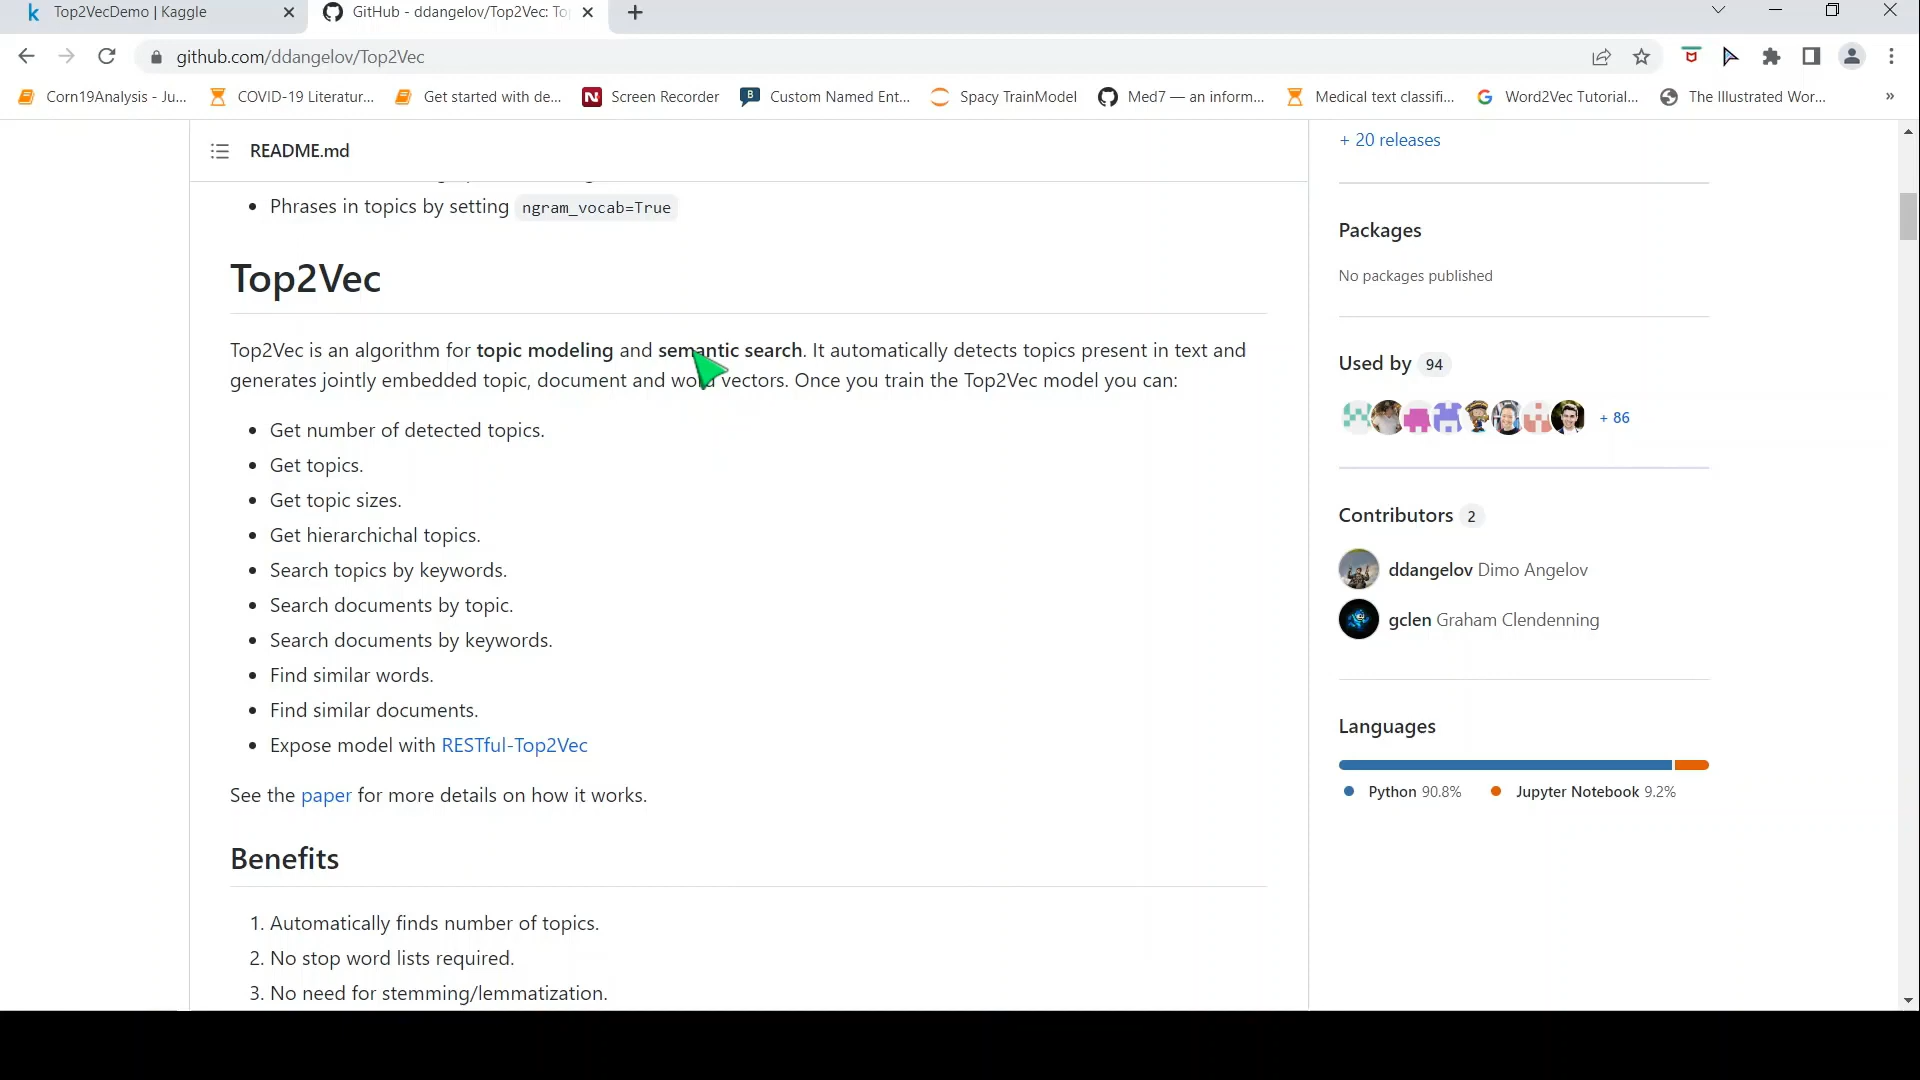 Top2VecDemo | Kaggle
GitHub - ddangelov/Top2Vec: To
github.com/ddangelov/Top2Vec
Corn19Analysis - Ju...
COVID-19 Literatur...
Get started with de...
Screen Recorder
Custom Named Ent...
Spacy TrainModel
Med7 — an inform...
Medical text classifi...
Word2Vec Tutorial...
The Illustrated Wor...
»
README.md
• Phrases in topics by setting ngram_vocab=True
Top2Vec
Top2Vec is an algorithm for topic modeling and semantic search. It automatically detects topics present in text and
generates jointly embedded topic, document and word vectors. Once you train the Top2Vec model you can:
• Get number of detected topics.
• Get topics.
• Get topic sizes.
• Get hierarchichal topics.
• Search topics by keywords.
• Search documents by topic.
• Search documents by keywords.
• Find similar words.
• Find similar documents.
• Expose model with RESTful-Top2Vec
See the paper for more details on how it works.
Benefits
1. Automatically finds number of topics.
2. No stop word lists required.
3. No need for stemming/lemmatization.
+ 20 releases
Packages
No packages published
Used by 94
+ 86
Contributors 2
ddangelov Dimo Angelov
gclen Graham Clendenning
Languages
Python 90.8%
Jupyter Notebook 9.2%